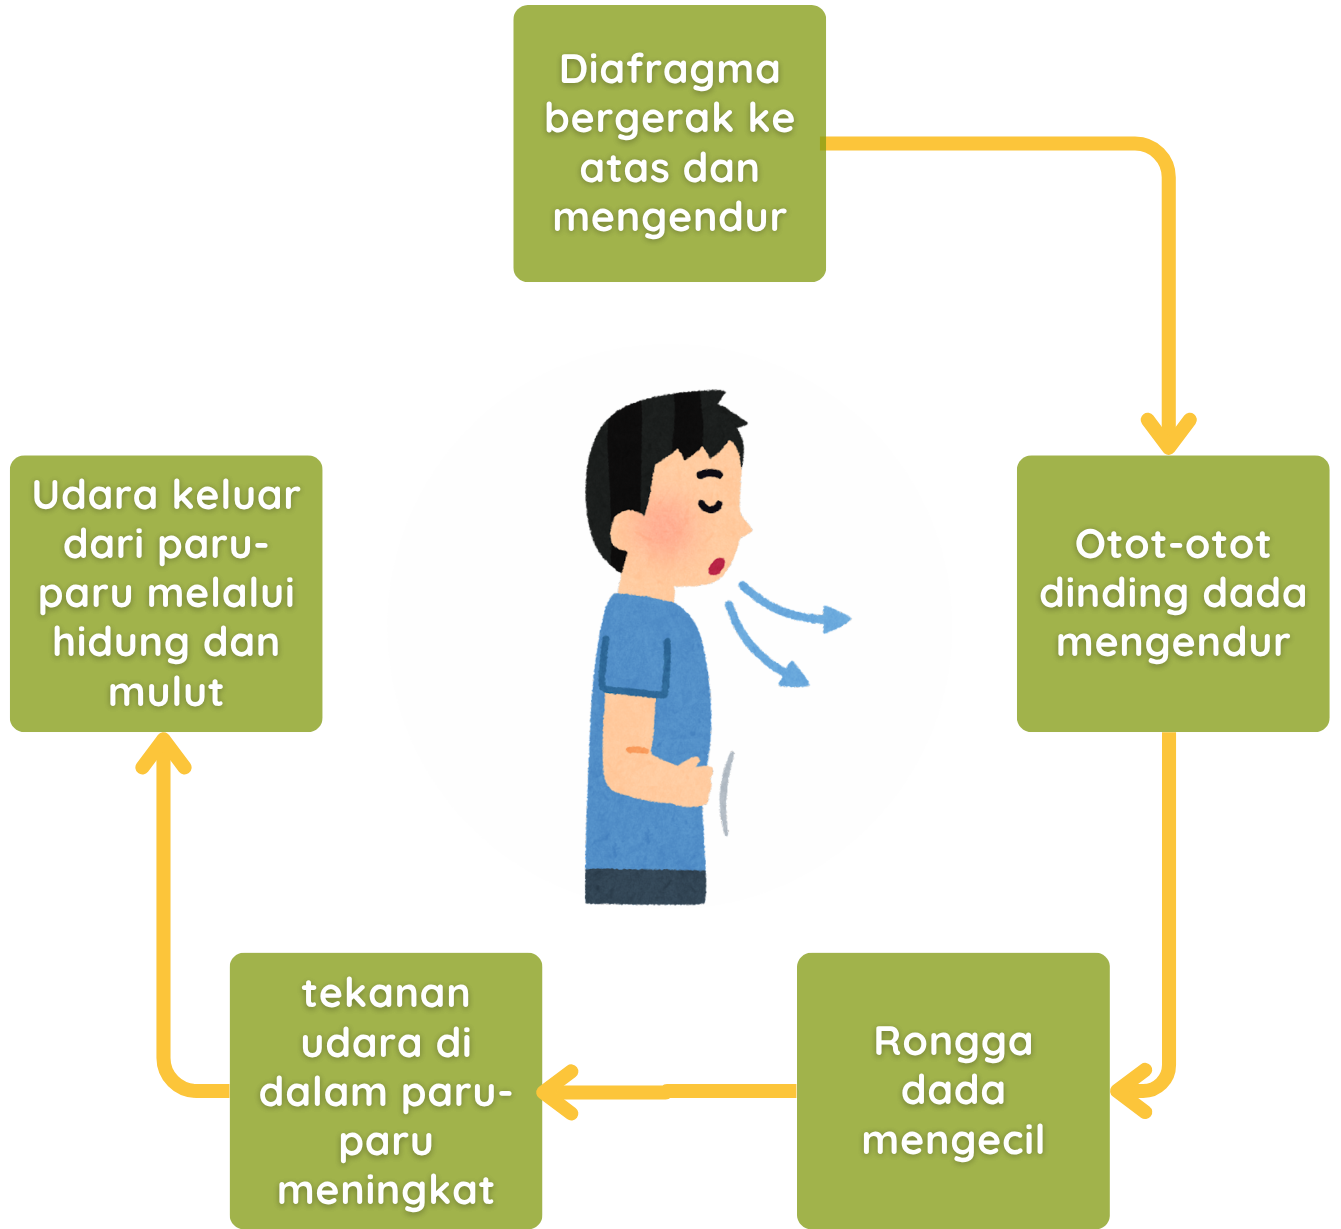 Diafragma
bergerak ke
atas dan
mengendur
Otot-otot
dinding dada
mengendur
Rongga
dada
mengecil
tekanan
udara di
dalam paru-
paru
meningkat
Udara keluar
dari paru-
paru melalui
hidung dan
mulut